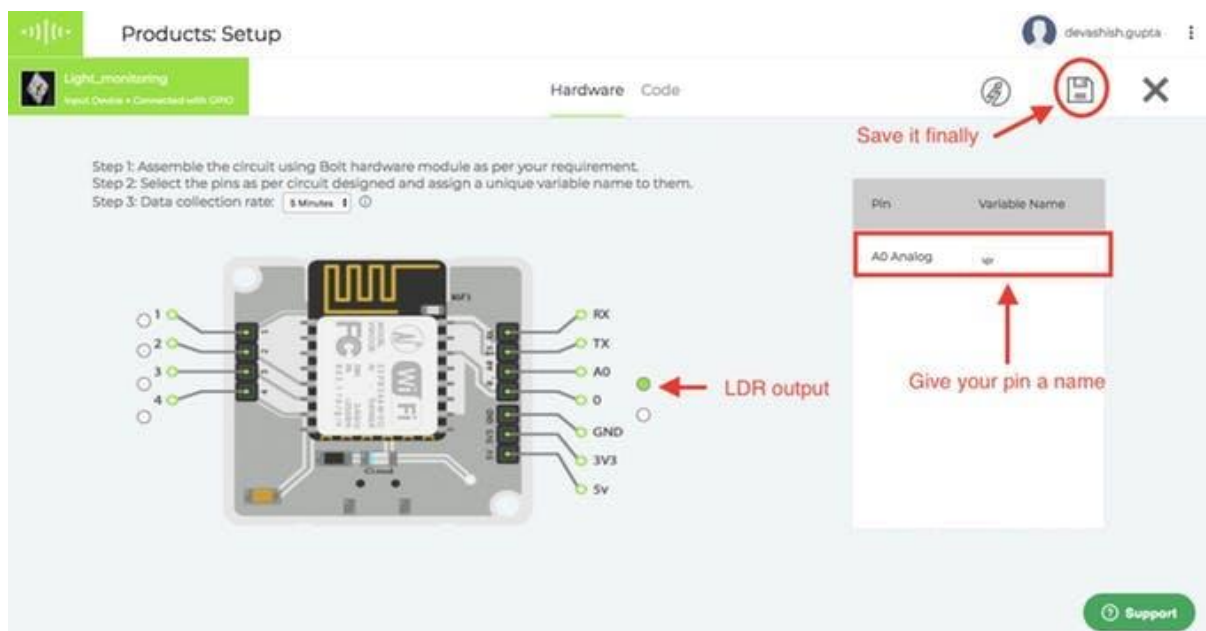 Products: Setup
devashish.gupta
Light_monitoring
Input Device • Connected with GPIO
Hardware
Code
Save it finally
Step 1: Assemble the circuit using Bolt hardware module as per your requirement.
Step 2: Select the pins as per circuit designed and assign a unique variable name to them.
Step 3: Data collection rate: 5 Minutes
Pin
Variable Name
A0 Analog
1
2
3
4
RX
TX
A0
0
GND
3V3
5v
LDR output
Give your pin a name
WiFi
FC
Cloud
Support